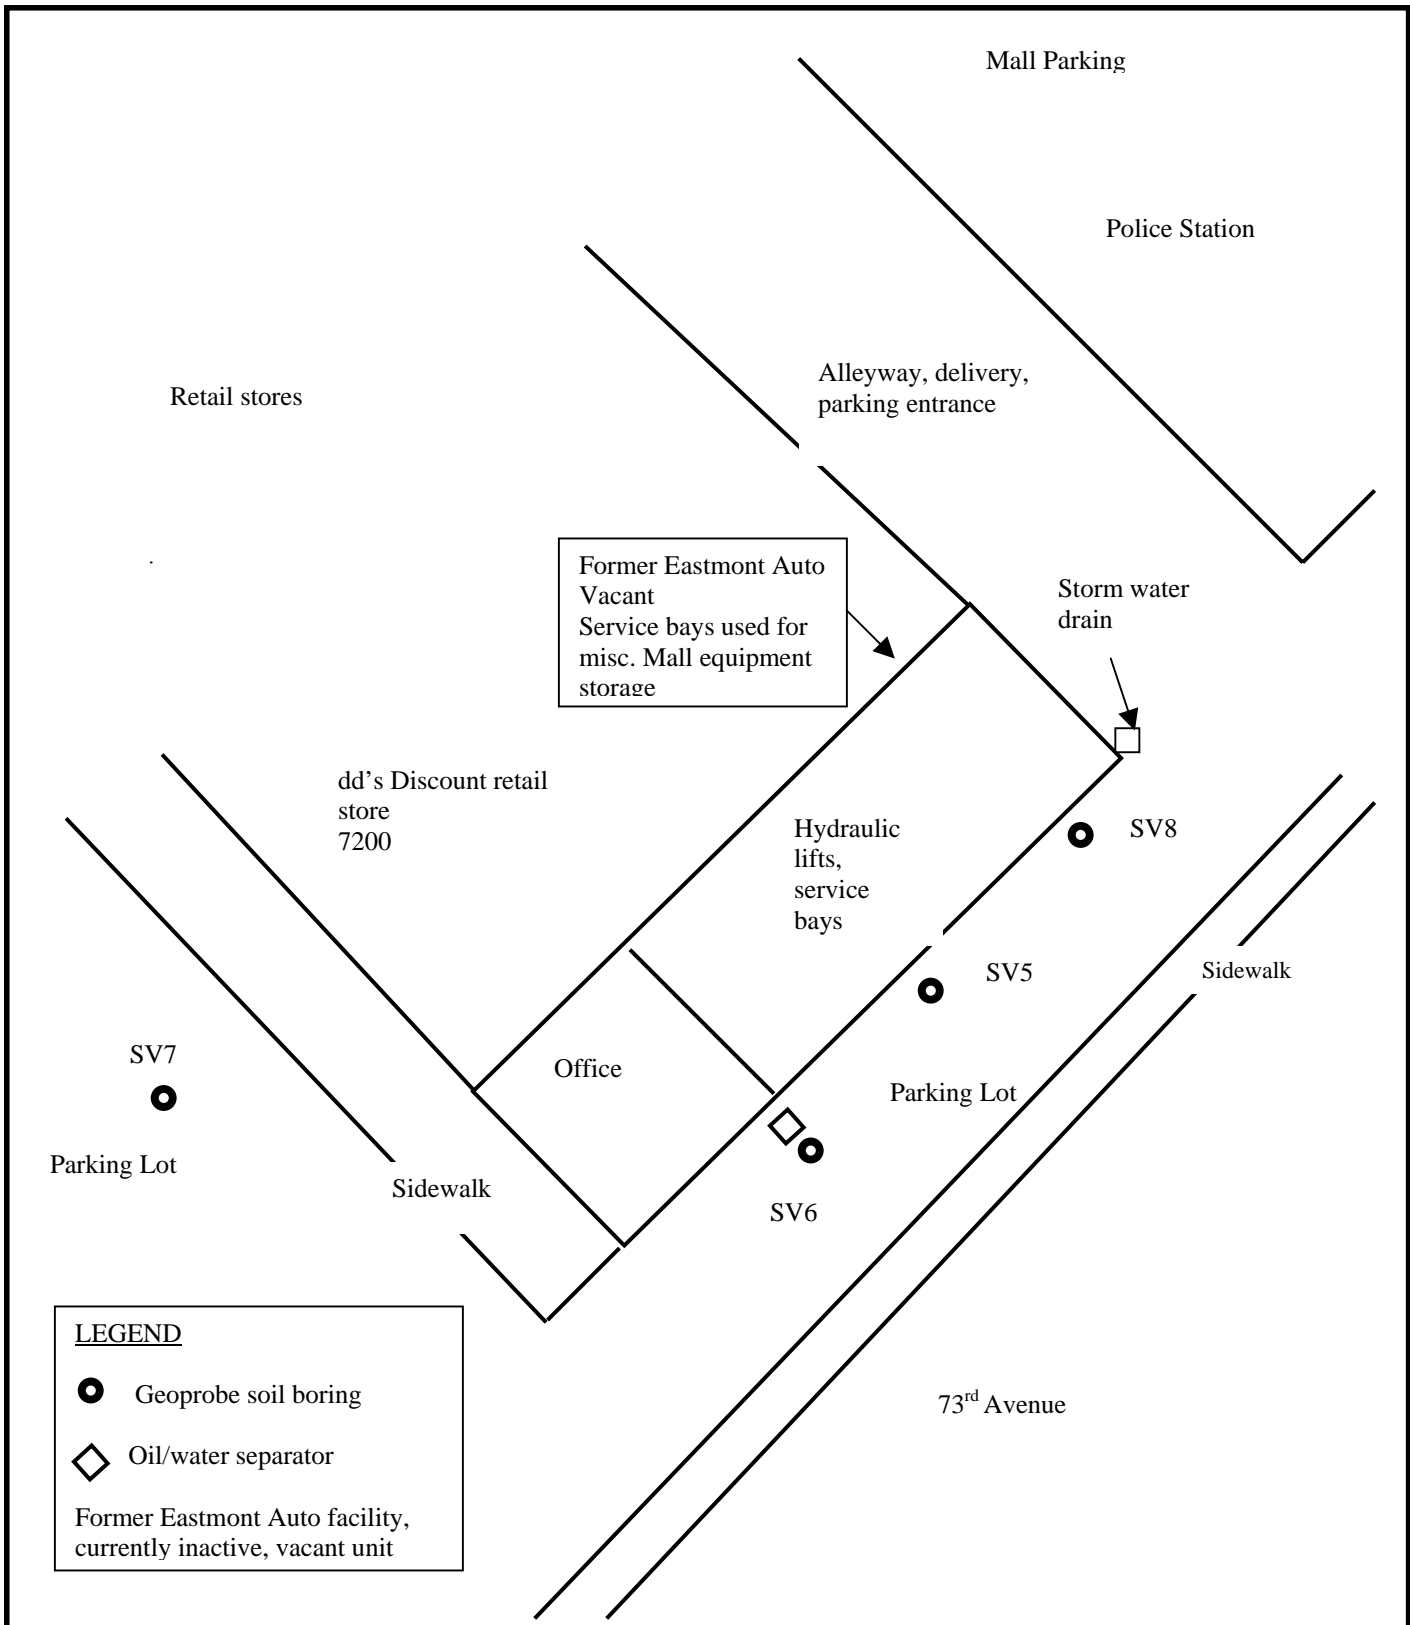 Mall Parking
Police Station
Alleyway, delivery,
parking entrance
Retail stores
Former Eastmont Auto
Vacant
Service bays used for
misc. Mall equipment
storage
Storm water
drain
dd's Discount retail
store
7200
Hydraulic
lifts,
service
bays
SV8
SV5
Sidewalk
SV7
Office
Parking Lot
Parking Lot
Sidewalk
SV6
LEGEND
Geoprobe soil boring
Oil/water separator
Former Eastmont Auto facility,
currently inactive, vacant unit
73rd Avenue